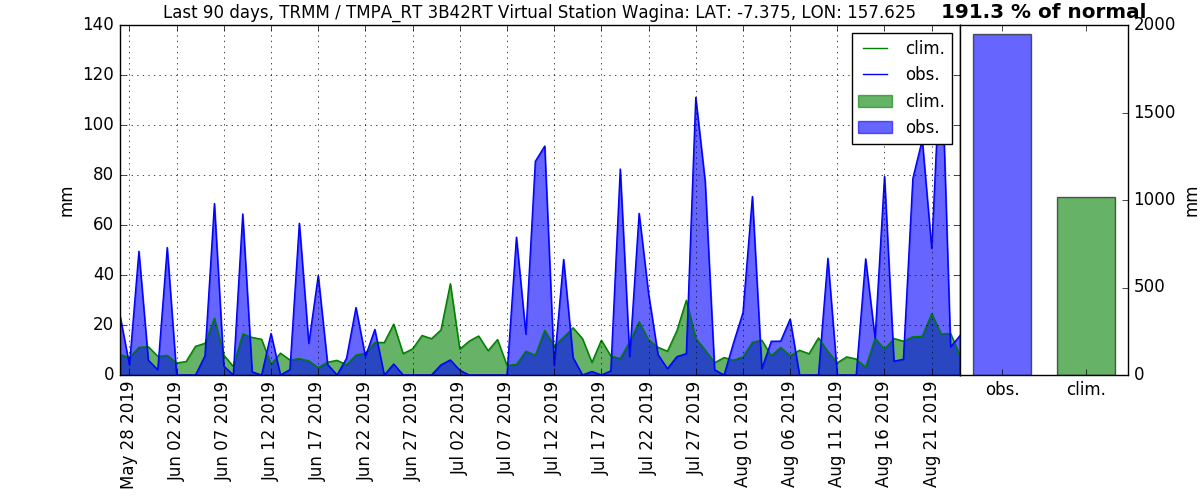 Last 90 days, TRMM / TMPA_RT 3B42RT Virtual Station Wagina: LAT: -7.375, LON: 157.625
191.3 % of normal
140
120
100
80
60
40
20
0
mm
clim.
obs.
clim.
obs.
2000
1500
1000
500
0
mm
May 28 2019
Jun 02 2019
Jun 07 2019
Jun 12 2019
Jun 17 2019
Jun 22 2019
Jun 27 2019
Jul 02 2019
Jul 07 2019
Jul 12 2019
Jul 17 2019
Jul 22 2019
Jul 27 2019
Aug 01 2019
Aug 06 2019
Aug 11 2019
Aug 16 2019
Aug 21 2019
obs.
clim.